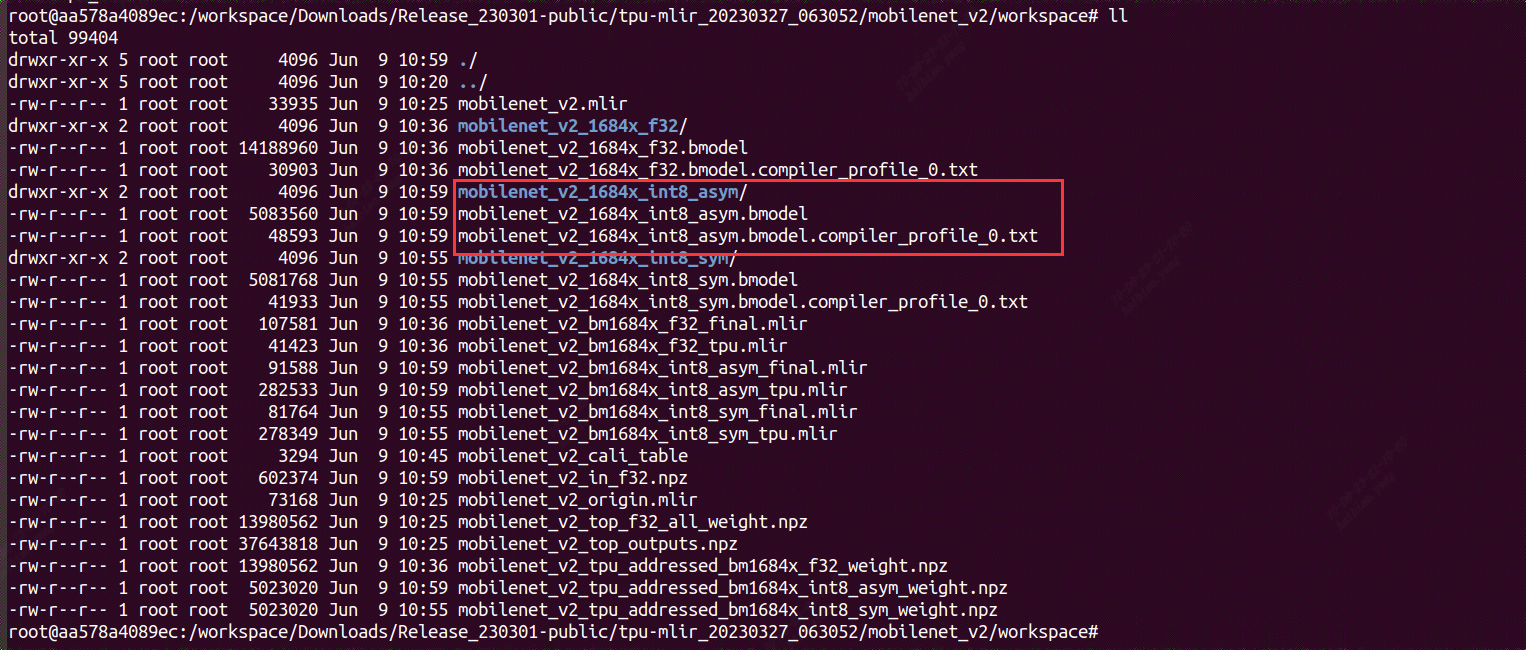 root@aa578a4089ec:/workspace/Downloads/Release_230301-public/tpu-mlir_20230327_063052/mobilenet_v2/workspace# ll
total 99404
drwxr-xr-x 5 root root     4096 Jun  9 10:59 ./
drwxr-xr-x 5 root root     4096 Jun  9 10:20 ../
-rw-r--r-- 1 root root    33935 Jun  9 10:25 mobilenet_v2.mlir
drwxr-xr-x 2 root root     4096 Jun  9 10:36 mobilenet_v2_1684x_f32/
-rw-r--r-- 1 root root 14188960 Jun  9 10:36 mobilenet_v2_1684x_f32.bmodel
-rw-r--r-- 1 root root    30903 Jun  9 10:36 mobilenet_v2_1684x_f32.bmodel.compiler_profile_0.txt
drwxr-xr-x 2 root root     4096 Jun  9 10:59 mobilenet_v2_1684x_int8_asym/
-rw-r--r-- 1 root root  5083560 Jun  9 10:59 mobilenet_v2_1684x_int8_asym.bmodel
-rw-r--r-- 1 root root    48593 Jun  9 10:59 mobilenet_v2_1684x_int8_asym.bmodel.compiler_profile_0.txt
drwxr-xr-x 2 root root     4096 Jun  9 10:55 mobilenet_v2_1684x_int8_sym/
-rw-r--r-- 1 root root  5081768 Jun  9 10:55 mobilenet_v2_1684x_int8_sym.bmodel
-rw-r--r-- 1 root root    41933 Jun  9 10:55 mobilenet_v2_1684x_int8_sym.bmodel.compiler_profile_0.txt
-rw-r--r-- 1 root root   107581 Jun  9 10:36 mobilenet_v2_bm1684x_f32_final.mlir
-rw-r--r-- 1 root root    41423 Jun  9 10:36 mobilenet_v2_bm1684x_f32_tpu.mlir
-rw-r--r-- 1 root root    91588 Jun  9 10:59 mobilenet_v2_bm1684x_int8_asym_final.mlir
-rw-r--r-- 1 root root   282533 Jun  9 10:59 mobilenet_v2_bm1684x_int8_asym_tpu.mlir
-rw-r--r-- 1 root root    81764 Jun  9 10:55 mobilenet_v2_bm1684x_int8_sym_final.mlir
-rw-r--r-- 1 root root   278349 Jun  9 10:55 mobilenet_v2_bm1684x_int8_sym_tpu.mlir
-rw-r--r-- 1 root root     3294 Jun  9 10:45 mobilenet_v2_cali_table
-rw-r--r-- 1 root root   602374 Jun  9 10:59 mobilenet_v2_in_f32.npz
-rw-r--r-- 1 root root    73168 Jun  9 10:25 mobilenet_v2_origin.mlir
-rw-r--r-- 1 root root 13980562 Jun  9 10:25 mobilenet_v2_top_f32_all_weight.npz
-rw-r--r-- 1 root root 37643818 Jun  9 10:25 mobilenet_v2_top_outputs.npz
-rw-r--r-- 1 root root 13980562 Jun  9 10:36 mobilenet_v2_tpu_addressed_bm1684x_f32_weight.npz
-rw-r--r-- 1 root root  5023020 Jun  9 10:59 mobilenet_v2_tpu_addressed_bm1684x_int8_asym_weight.npz
-rw-r--r-- 1 root root  5023020 Jun  9 10:55 mobilenet_v2_tpu_addressed_bm1684x_int8_sym_weight.npz
root@aa578a4089ec:/workspace/Downloads/Release_230301-public/tpu-mlir_20230327_063052/mobilenet_v2/workspace#